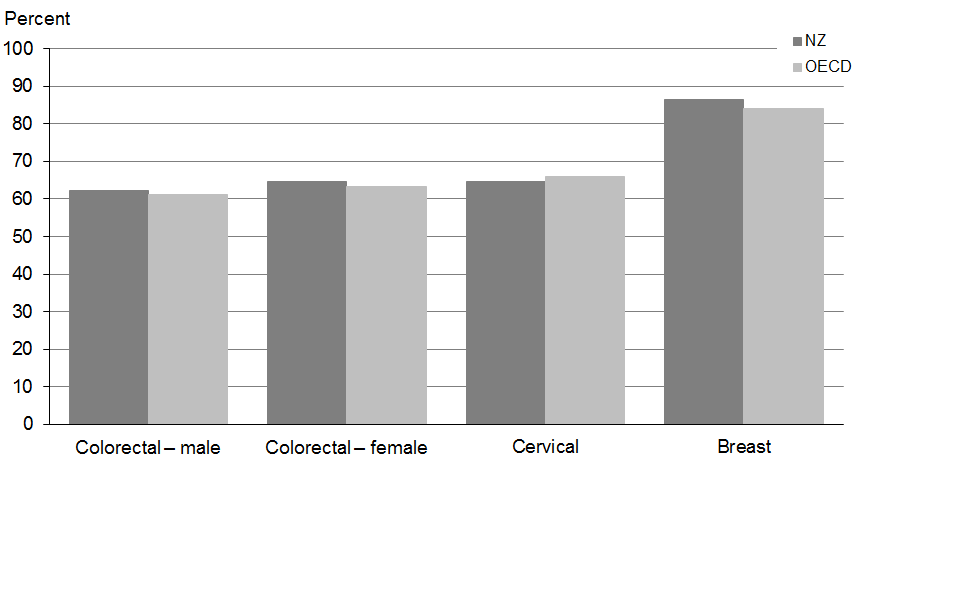 Percent
NZ
OECD
100
90
80
70
60
50
40
30
20
10
0
Colorectal – male
Colorectal – female
Cervical
Breast